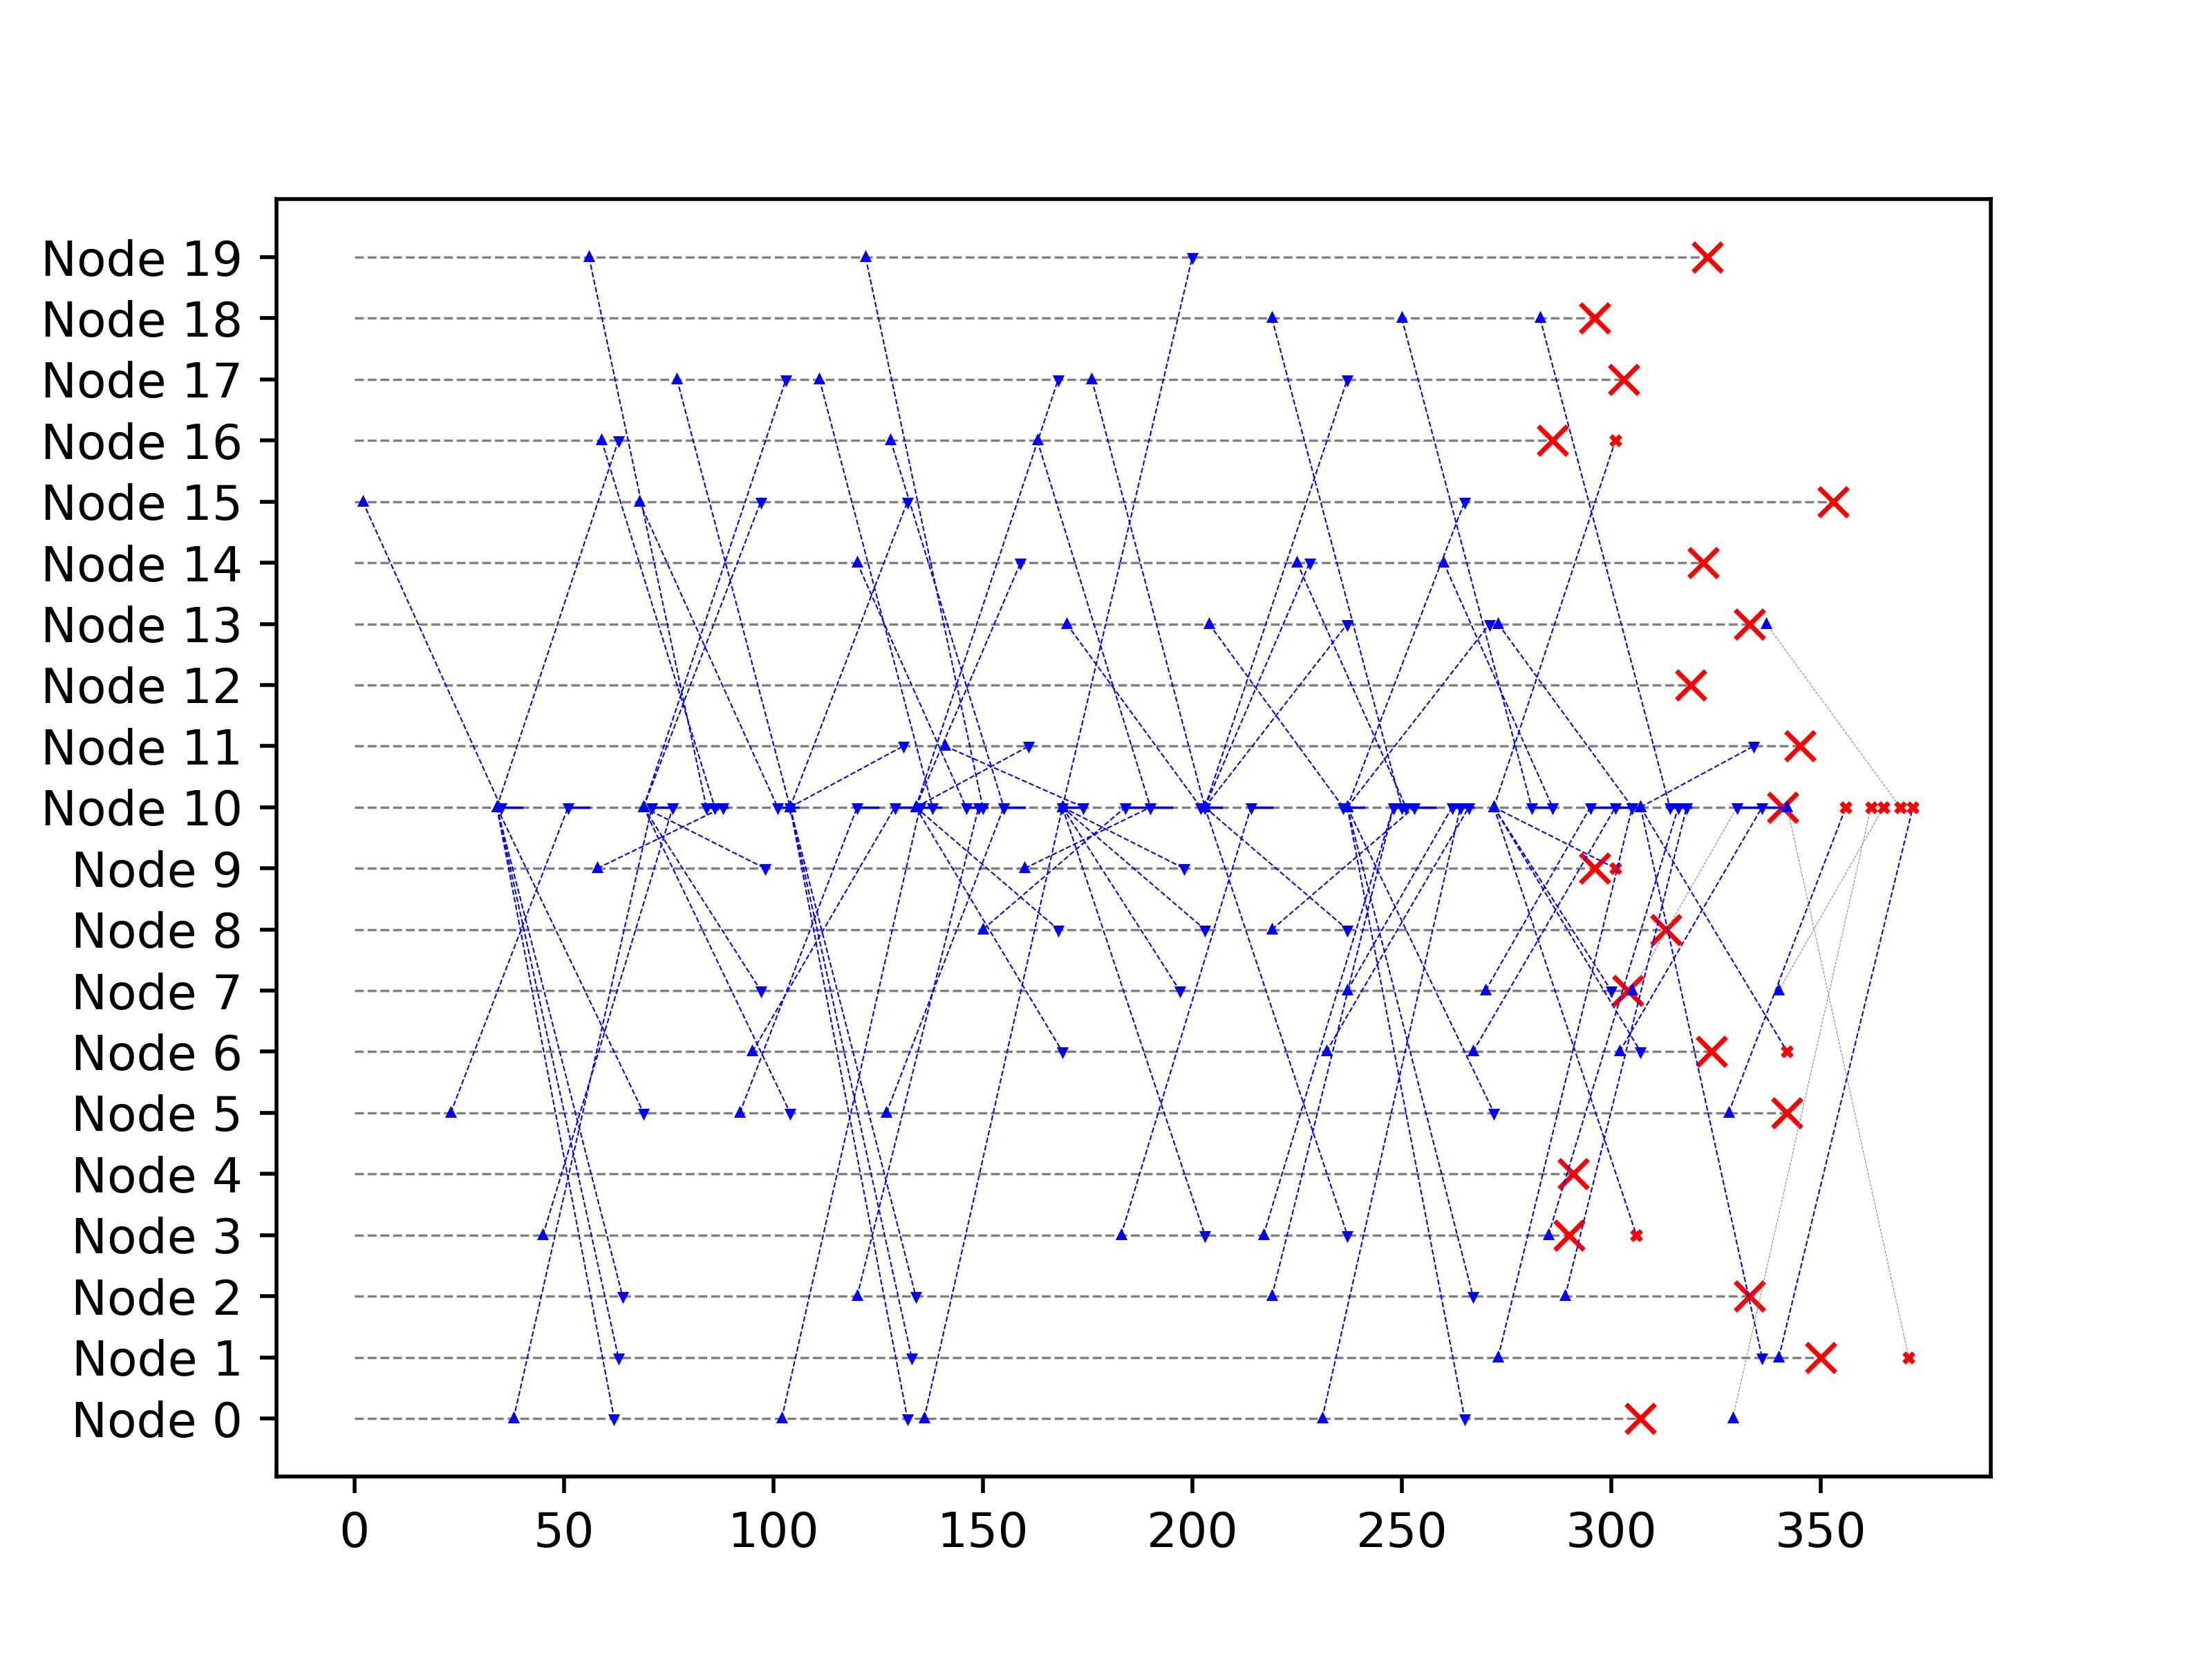 Node 19
Node 18
Node 17
Node 16
Node 15
Node 14
Node 13
Node 12
Node 11
Node 10
Node 9
Node 8
Node 7
Node 6
Node 5
Node 4
Node 3
Node 2
Node 1
Node 0
0 50 100 150 200 250 300 350